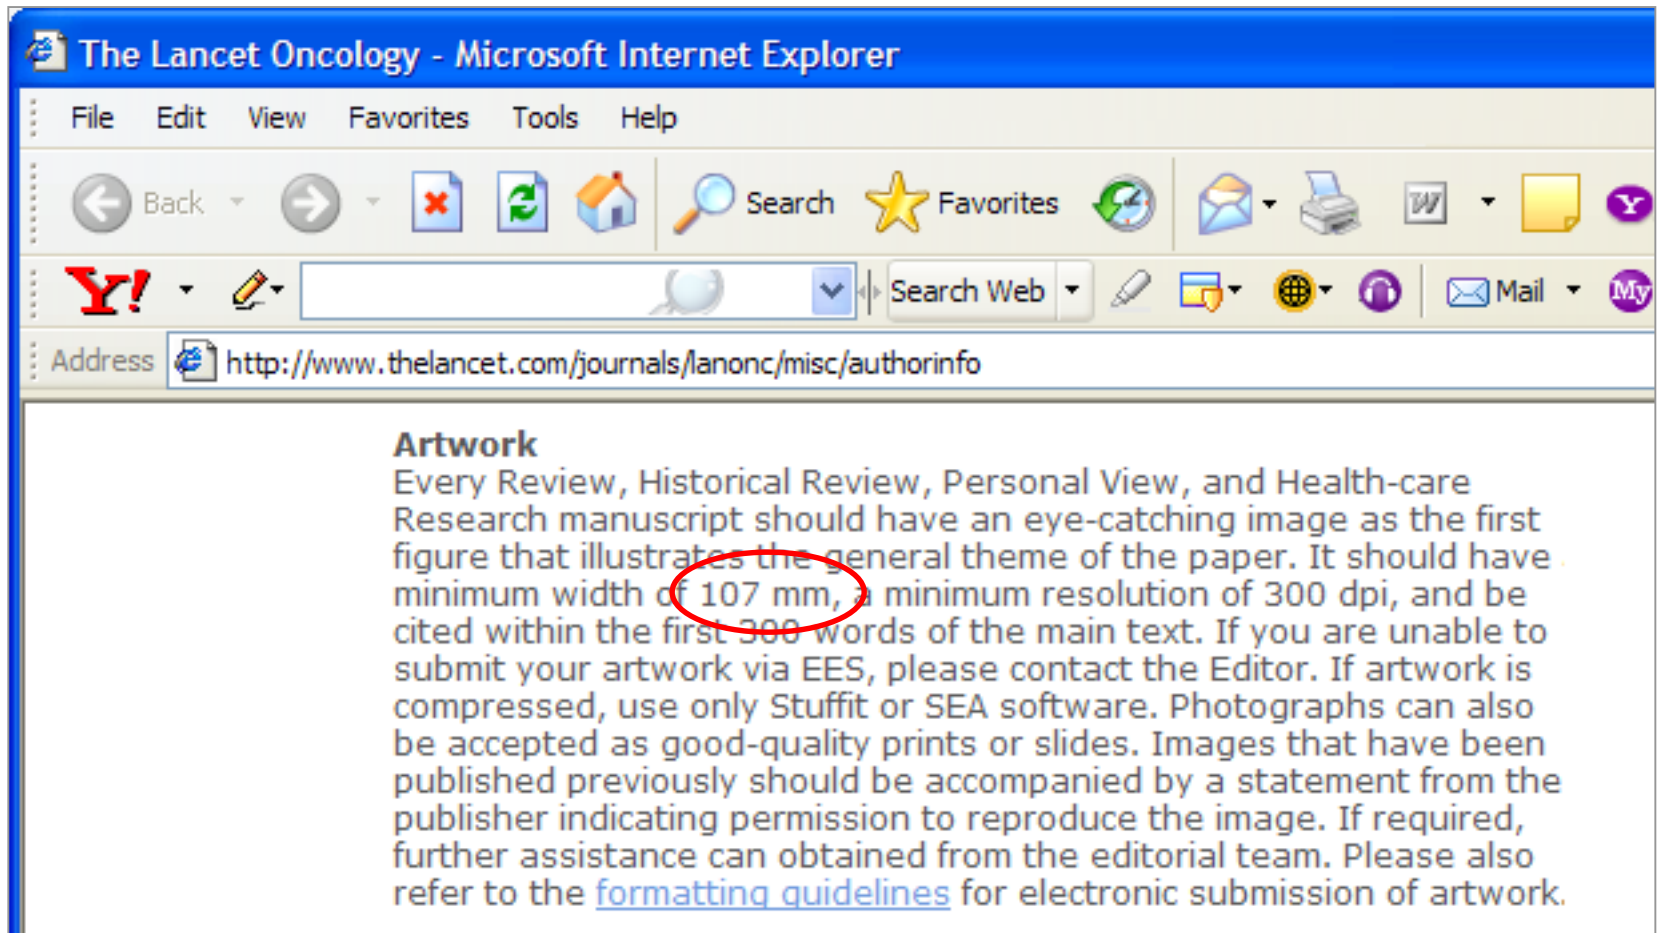 The Lancet Oncology - Microsoft Internet Explorer
File Edit View Favorites Tools Help
Back Search Favorites W Y
Y! Search Web Mail My
Address http://www.thelancet.com/journals/lanonc/misc/authorinfo
Artwork
Every Review, Historical Review, Personal View, and Health-care
Research manuscript should have an eye-catching image as the first
figure that illustrates the general theme of the paper. It should have
minimum width of 107 mm, a minimum resolution of 300 dpi, and be
cited within the first 300 words of the main text. If you are unable to
submit your artwork via EES, please contact the Editor. If artwork is
compressed, use only Stuffit or SEA software. Photographs can also
be accepted as good-quality prints or slides. Images that have been
published previously should be accompanied by a statement from the
publisher indicating permission to reproduce the image. If required,
further assistance can obtained from the editorial team. Please also
refer to the formatting guidelines for electronic submission of artwork.